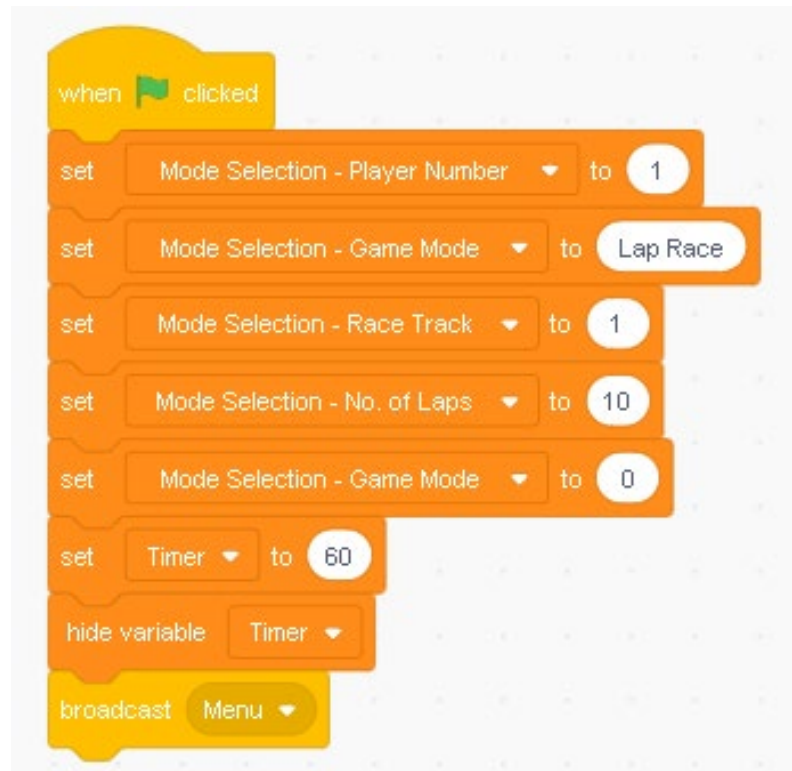 when clicked
set Mode Selection - Player Number to 1
set Mode Selection - Game Mode to Lap Race
set Mode Selection - Race Track to 1
set Mode Selection - No. of Laps to 10
set Mode Selection - Game Mode to 0
set Timer to 60
hide variable Timer
broadcast Menu